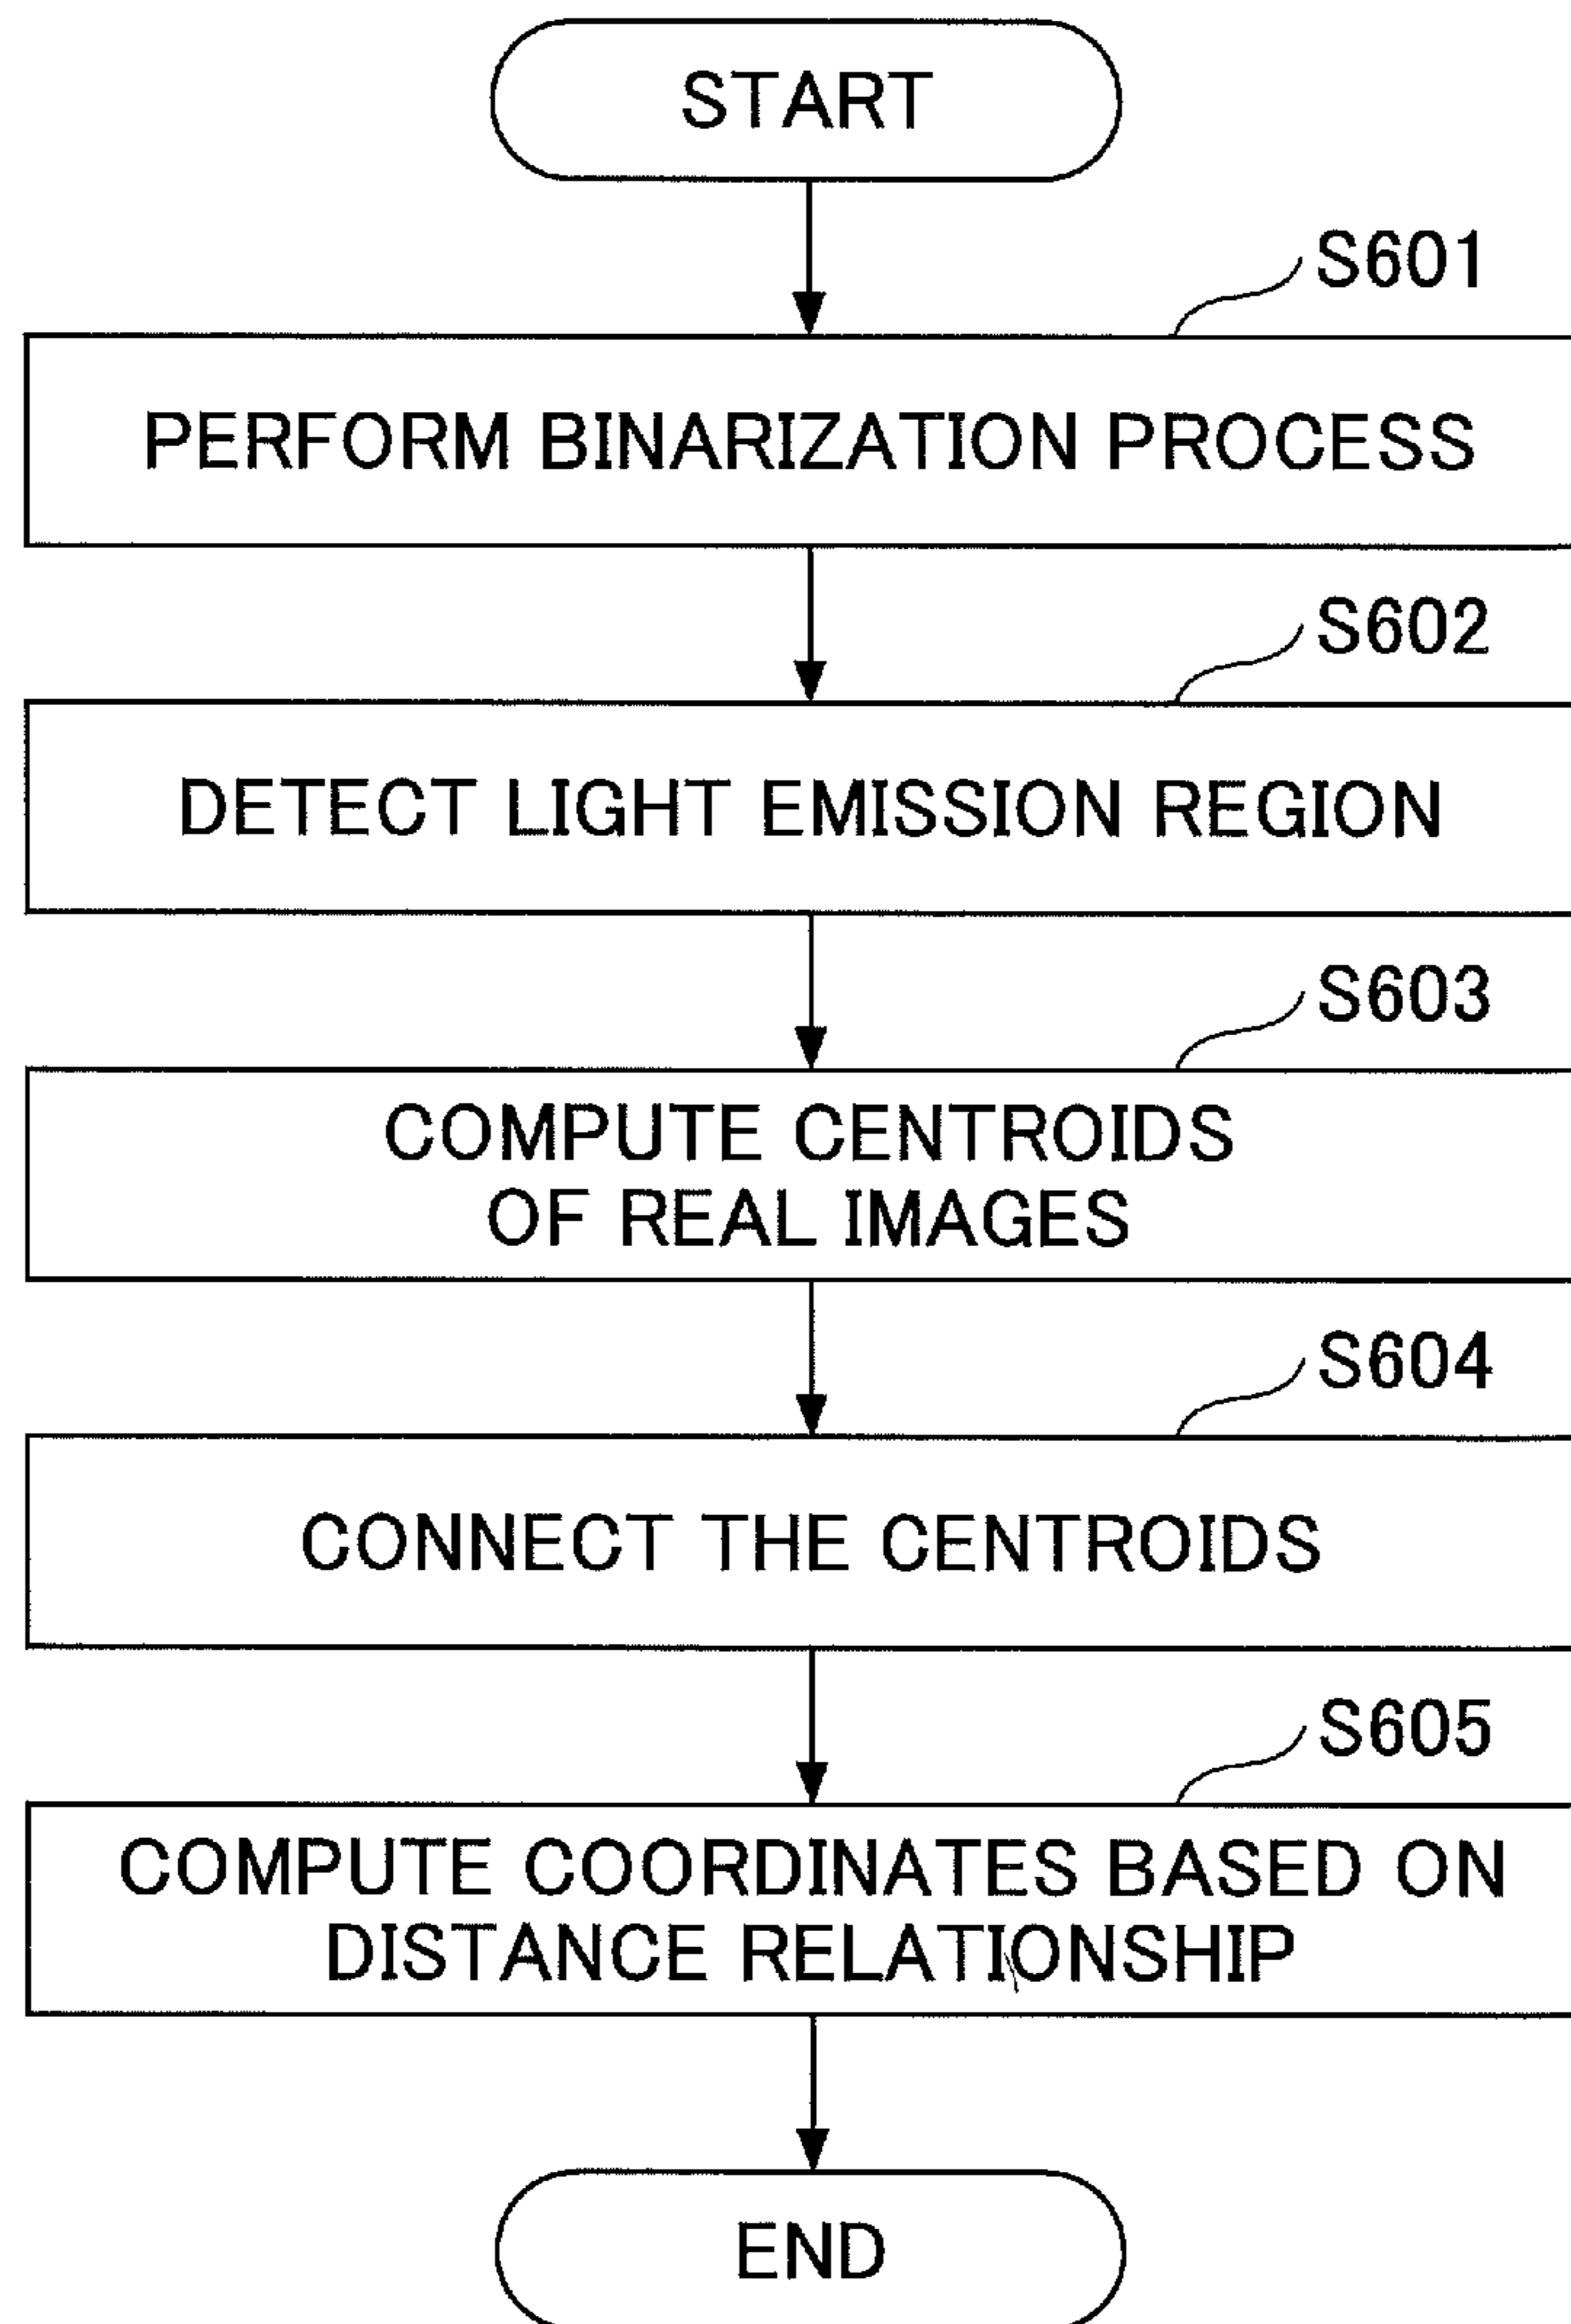 START
S601
PERFORM BINARIZATION PROCESS
S602
DETECT LIGHT EMISSION REGION
S603
COMPUTE CENTROIDS
OF REAL IMAGES
S604
CONNECT THE CENTROIDS
S605
COMPUTE COORDINATES BASED ON
DISTANCE RELATIONSHIP
END